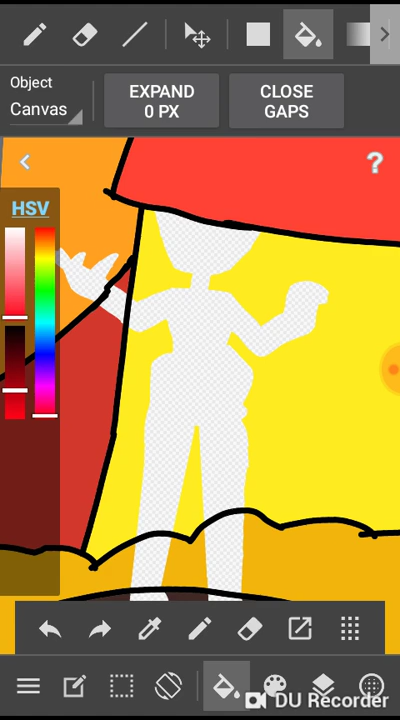 Object
Canvas
EXPAND
0 PX
CLOSE
GAPS
?
HSV
DU Recorder